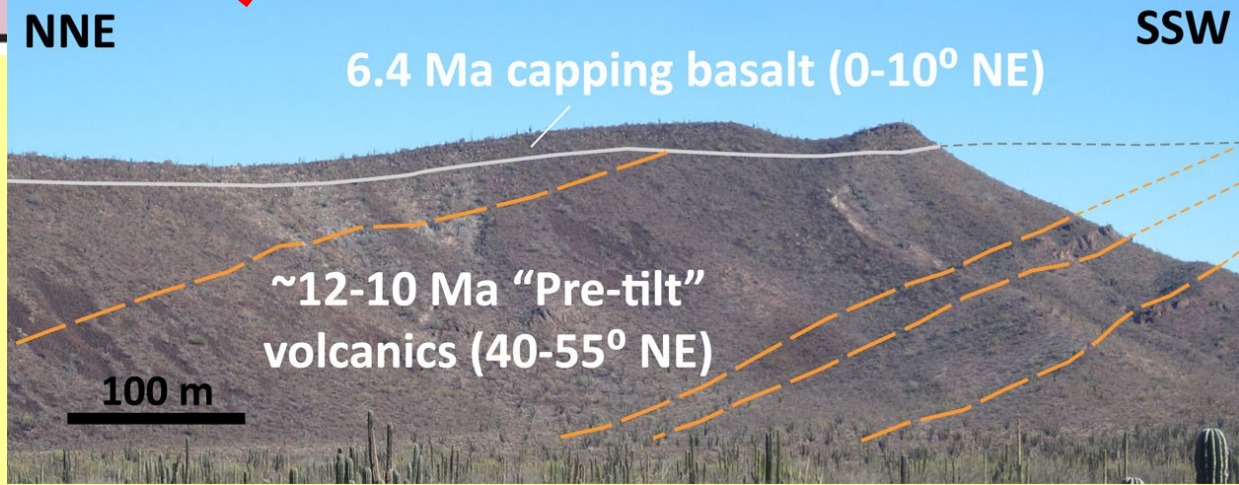 NNE
SSW
6.4 Ma capping basalt (0-10⁰ NE)
~12-10 Ma “Pre-tilt”
volcanics (40-55⁰ NE)
100 m